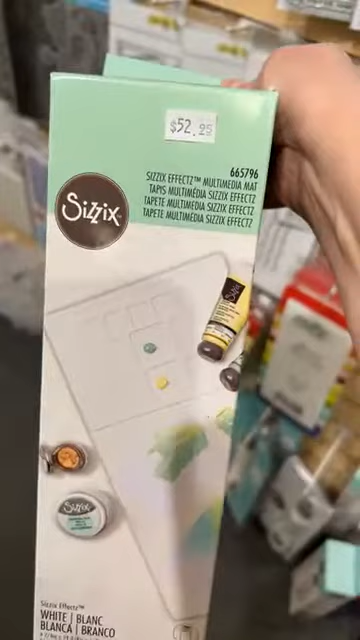 $52.25
665796
SIZZIX EFFECTZ™ MULTIMEDIA MAT
TAPIS MULTIMÉDIA SIZZIX EFFECTZ
TAPETE MULTIMÉDIA SIZZIX EFFECTZ
TAPETE MULTIMÉDIA SIZZIX EFFECTZ
Sizzix
Sizzix
Sizzix
Sizzix Effectz™
WHITE | BLANC
BLANCA | BRANCO